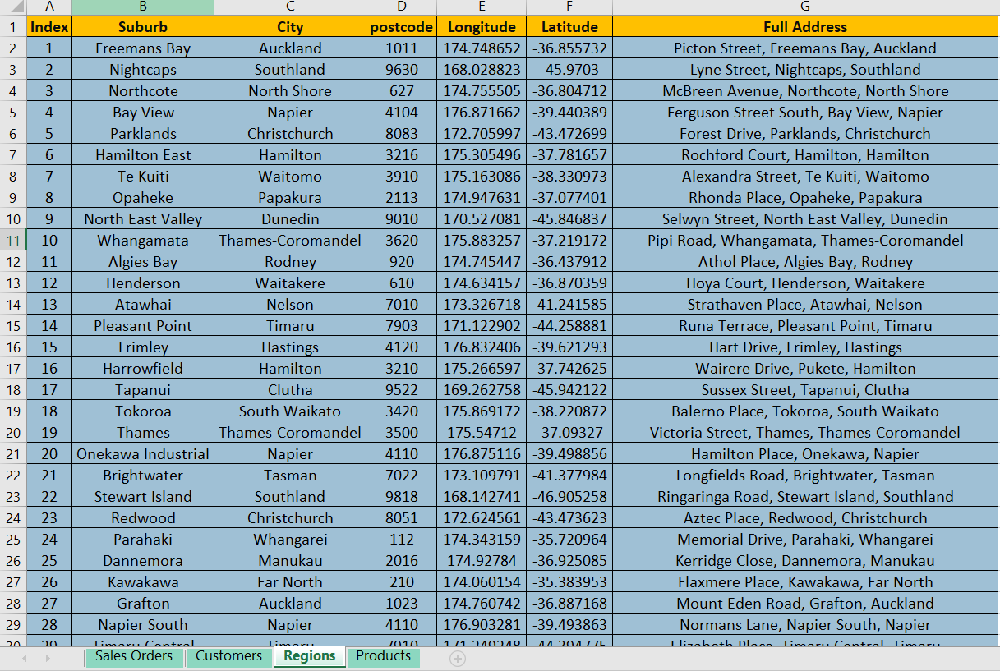 A B C D E F G
1 Index Suburb City postcode Longitude Latitude Full Address
2 1 Freemans Bay Auckland 1011 174.748652 -36.855732 Picton Street, Freemans Bay, Auckland
3 2 Nightcaps Southland 9630 168.028823 -45.9703 Lyne Street, Nightcaps, Southland
4 3 Northcote North Shore 627 174.755505 -36.804712 McBreen Avenue, Northcote, North Shore
5 4 Bay View Napier 4104 176.871662 -39.440389 Ferguson Street South, Bay View, Napier
6 5 Parklands Christchurch 8083 172.705997 -43.472699 Forest Drive, Parklands, Christchurch
7 6 Hamilton East Hamilton 3216 175.305496 -37.781657 Rochford Court, Hamilton, Hamilton
8 7 Te Kuiti Waitomo 3910 175.163086 -38.330973 Alexandra Street, Te Kuiti, Waitomo
9 8 Opaheke Papakura 2113 174.947631 -37.077401 Rhonda Place, Opaheke, Papakura
10 9 North East Valley Dunedin 9010 170.527081 -45.846837 Selwyn Street, North East Valley, Dunedin
11 10 Whangamata Thames-Coromandel 3620 175.883257 -37.219172 Pipi Road, Whangamata, Thames-Coromandel
12 11 Algies Bay Rodney 920 174.745447 -36.437912 Athol Place, Algies Bay, Rodney
13 12 Henderson Waitakere 610 174.634157 -36.870359 Hoya Court, Henderson, Waitakere
14 13 Atawhai Nelson 7010 173.326718 -41.241585 Strathaven Place, Atawhai, Nelson
15 14 Pleasant Point Timaru 7903 171.122902 -44.258881 Runa Terrace, Pleasant Point, Timaru
16 15 Frimley Hastings 4120 176.832406 -39.621293 Hart Drive, Frimley, Hastings
17 16 Harrowfield Hamilton 3210 175.266597 -37.742625 Wairere Drive, Pukete, Hamilton
18 17 Tapanui Clutha 9522 169.262758 -45.942122 Sussex Street, Tapanui, Clutha
19 18 Tokoroa South Waikato 3420 175.869172 -38.220872 Balerno Place, Tokoroa, South Waikato
20 19 Thames Thames-Coromandel 3500 175.54712 -37.09327 Victoria Street, Thames, Thames-Coromandel
21 20 Onekawa Industrial Napier 4110 176.875116 -39.498856 Hamilton Place, Onekawa, Napier
22 21 Brightwater Tasman 7022 173.109791 -41.377984 Longfields Road, Brightwater, Tasman
23 22 Stewart Island Southland 9818 168.142741 -46.905258 Ringaringa Road, Stewart Island, Southland
24 23 Redwood Christchurch 8051 172.624561 -43.473623 Aztec Place, Redwood, Christchurch
25 24 Parahaki Whangarei 112 174.343159 -35.720964 Memorial Drive, Parahaki, Whangarei
26 25 Dannemora Manukau 2016 174.92784 -36.925085 Kerridge Close, Dannemora, Manukau
27 26 Kawakawa Far North 210 174.060154 -35.383953 Flaxmere Place, Kawakawa, Far North
28 27 Grafton Auckland 1023 174.760742 -36.887168 Mount Eden Road, Grafton, Auckland
29 28 Napier South Napier 4110 176.903281 -39.493863 Normans Lane, Napier South, Napier
30 29 Timaru Central Timaru 7910 Elizabeth Place, Timaru Central, Timaru
Sales Orders Customers Regions Products